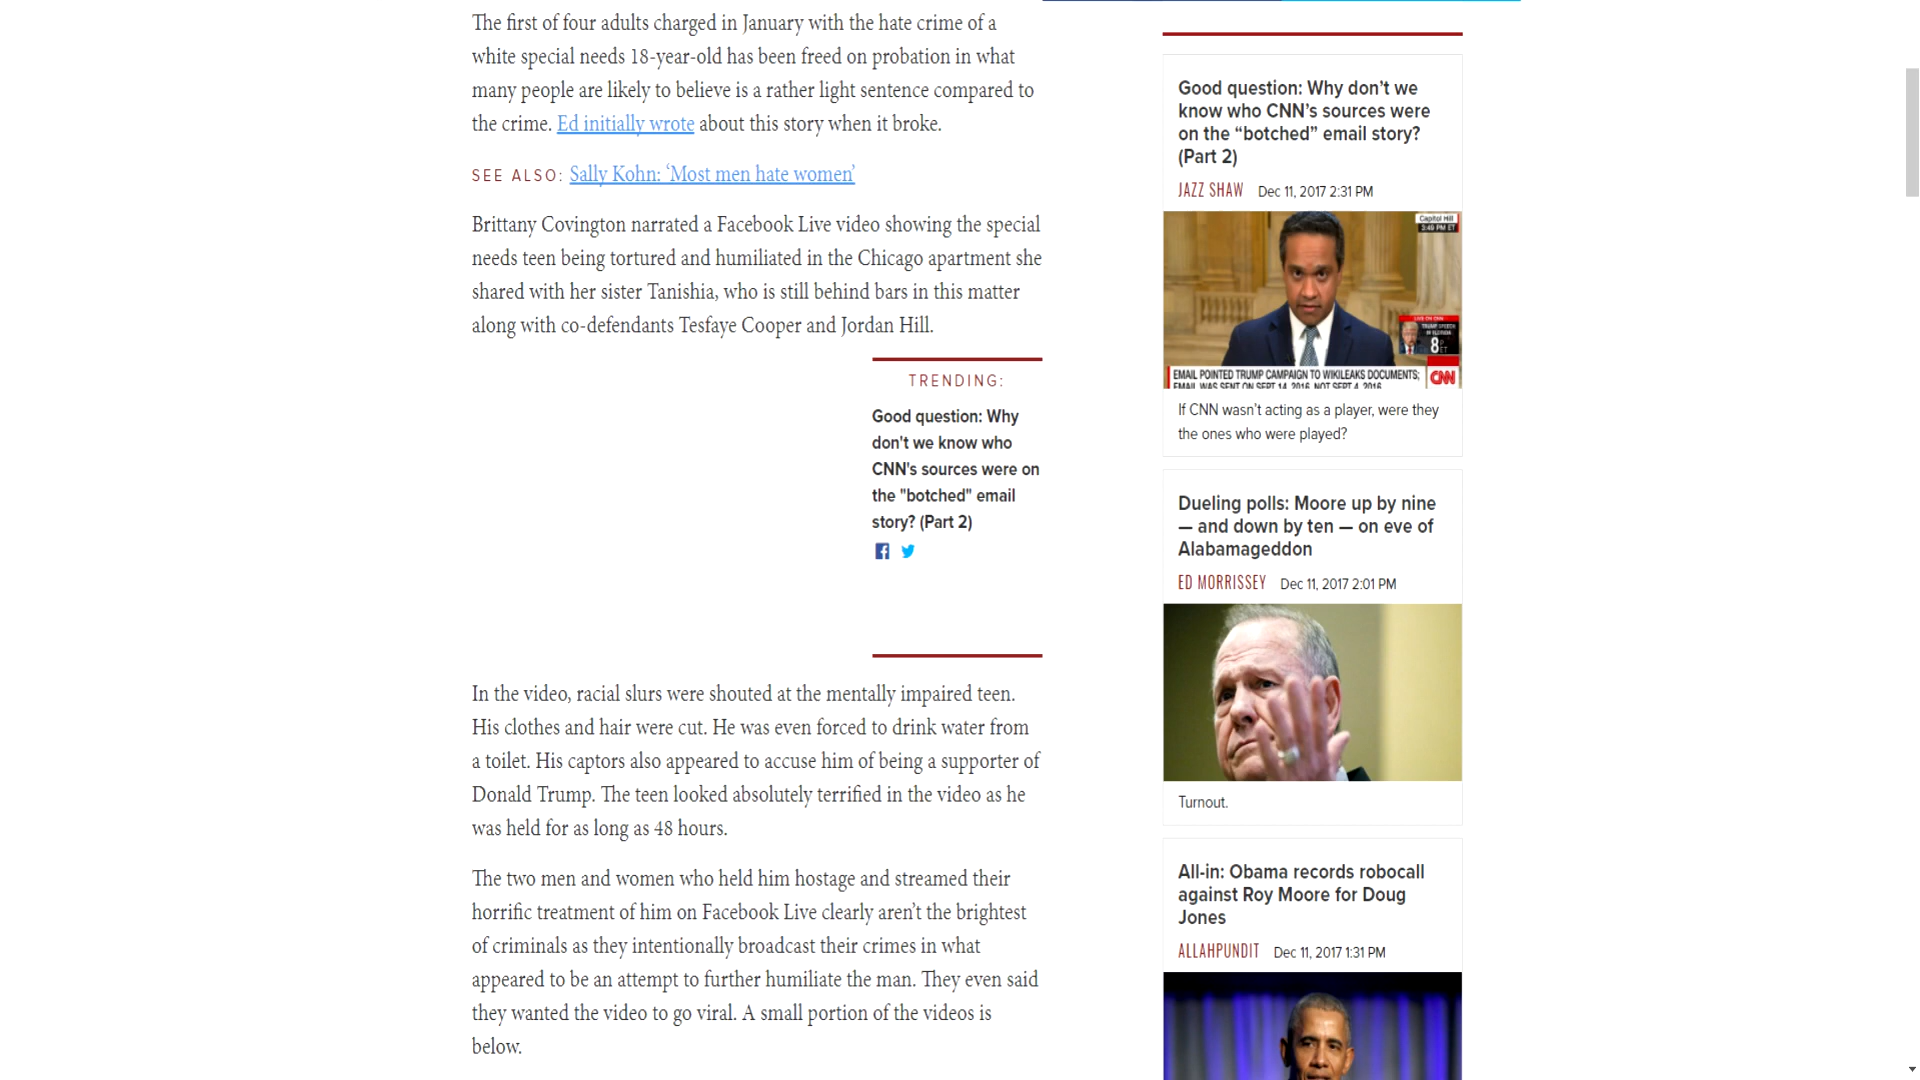 The first of four adults charged in January with the hate crime of a
white special needs 18-year-old has been freed on probation in what
many people are likely to believe is a rather light sentence compared to
the crime. Ed initially wrote about this story when it broke.
SEE ALSO: Sally Kohn: ‘Most men hate women’
Brittany Covington narrated a Facebook Live video showing the special
needs teen being tortured and humiliated in the Chicago apartment she
shared with her sister Tanishia, who is still behind bars in this matter
along with co-defendants Tesfaye Cooper and Jordan Hill.
TRENDING:
Good question: Why
don't we know who
CNN's sources were on
the "botched" email
story? (Part 2)
In the video, racial slurs were shouted at the mentally impaired teen.
His clothes and hair were cut. He was even forced to drink water from
a toilet. His captors also appeared to accuse him of being a supporter of
Donald Trump. The teen looked absolutely terrified in the video as he
was held for as long as 48 hours.
The two men and women who held him hostage and streamed their
horrific treatment of him on Facebook Live clearly aren’t the brightest
of criminals as they intentionally broadcast their crimes in what
appeared to be an attempt to further humiliate the man. They even said
they wanted the video to go viral. A small portion of the videos is
below.
Good question: Why don’t we
know who CNN’s sources were
on the “botched” email story?
(Part 2)
JAZZ SHAW Dec 11, 2017 2:31 PM
Capitol Hill
3:49 PM ET
LIVE ON CNN
TRUMP SPEECH
IN FLORIDA
8 P ET
EMAIL POINTED TRUMP CAMPAIGN TO WIKILEAKS DOCUMENTS;
EMAIL WAS SENT ON SEPT 14, 2016, NOT SEPT 4, 2016
CNN
If CNN wasn’t acting as a player, were they
the ones who were played?
Dueling polls: Moore up by nine
— and down by ten — on eve of
Alabamageddon
ED MORRISSEY Dec 11, 2017 2:01 PM
Turnout.
All-in: Obama records robocall
against Roy Moore for Doug
Jones
ALLAHPUNDIT Dec 11, 2017 1:31 PM